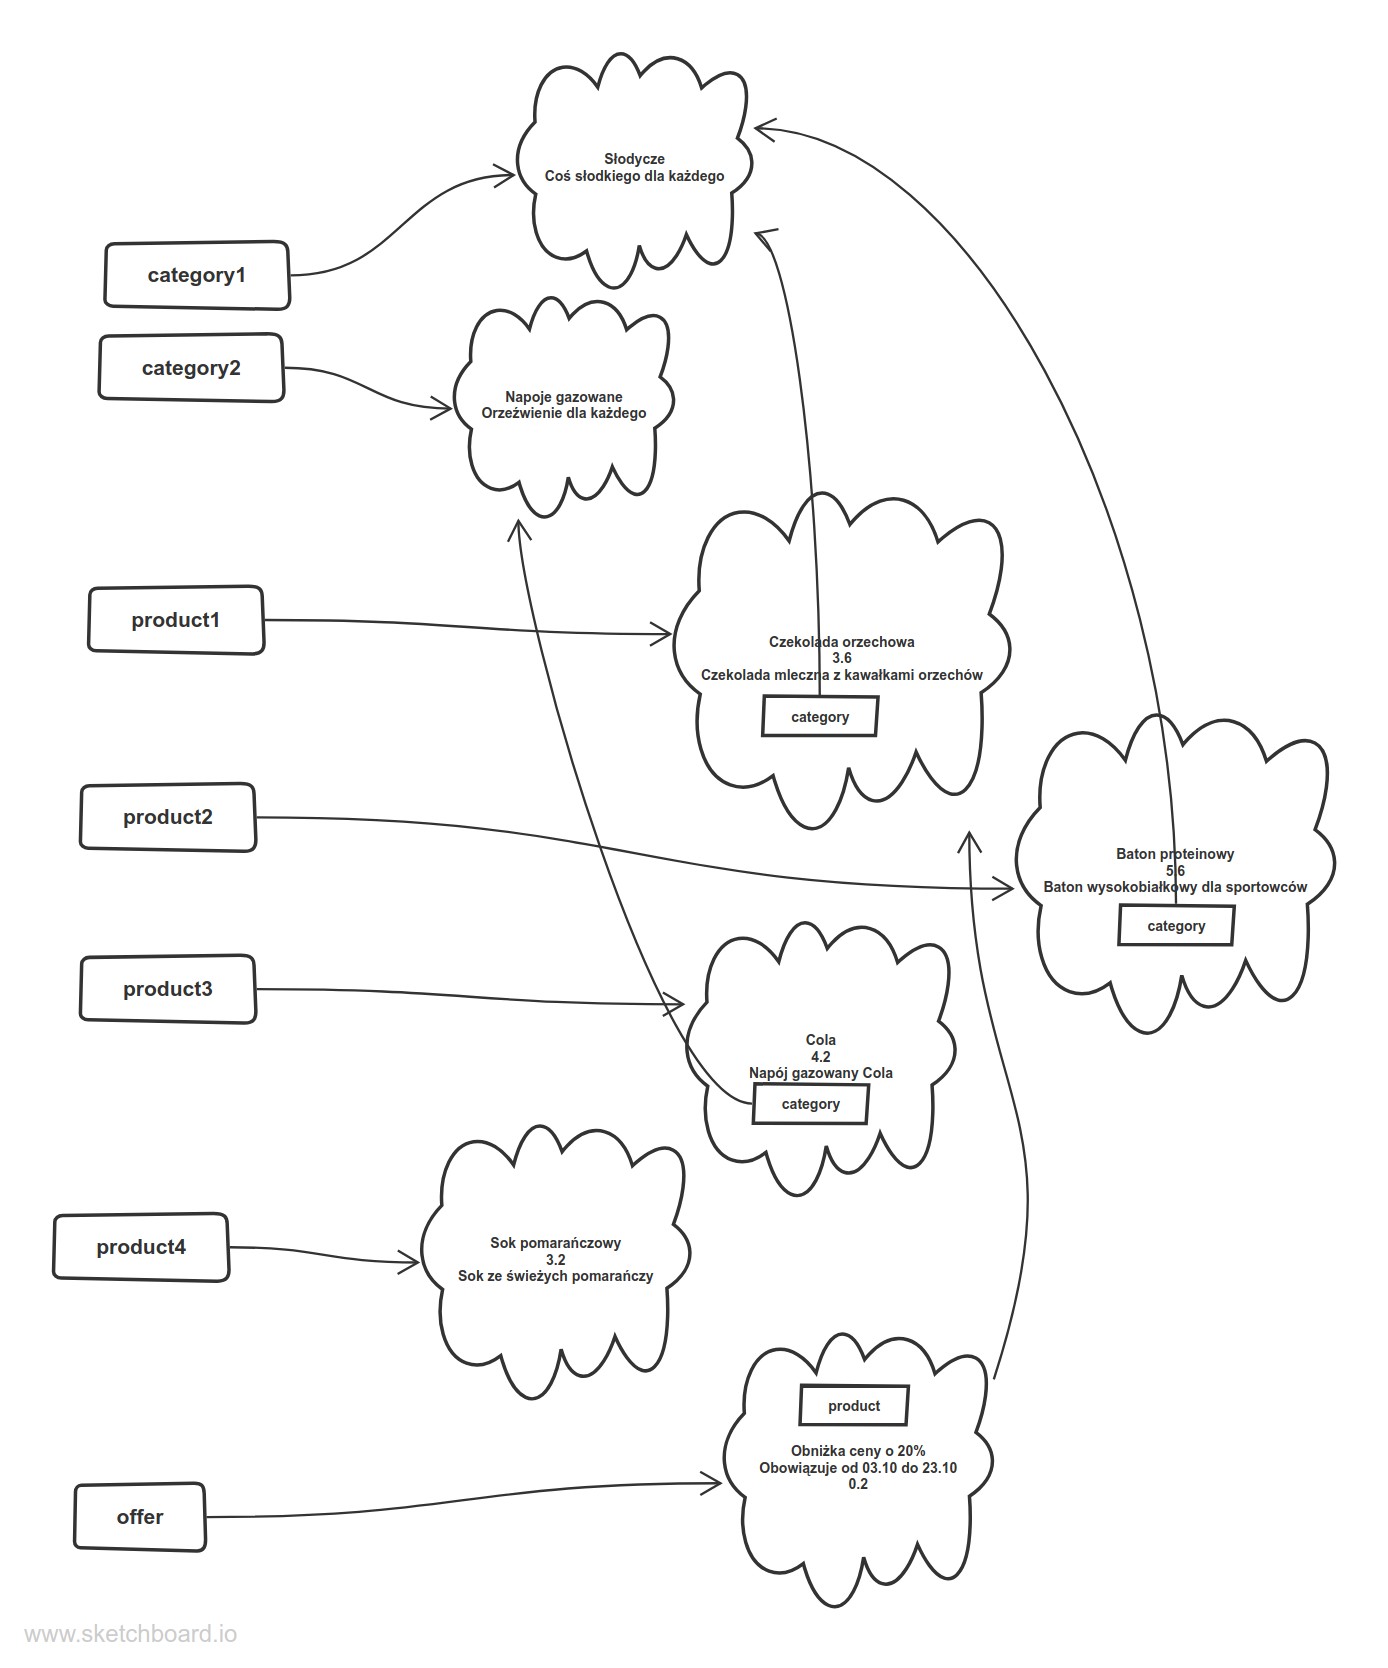 Słodycze
Coś słodkiego dla każdego
category1
category2
Napoje gazowane
Orzeźwienie dla każdego
product1
Czekolada orzechowa
3.6
Czekolada mleczna z kawałkami orzechów
category
product2
Baton proteinowy
5.6
Baton wysokobiałkowy dla sportowców
category
product3
Cola
4.2
Napój gazowany Cola
category
product4
Sok pomarańczowy
3.2
Sok ze świeżych pomarańczy
product
Obniżka ceny o 20%
Obowiązuje od 03.10 do 23.10
0.2
offer
www.sketchboard.io